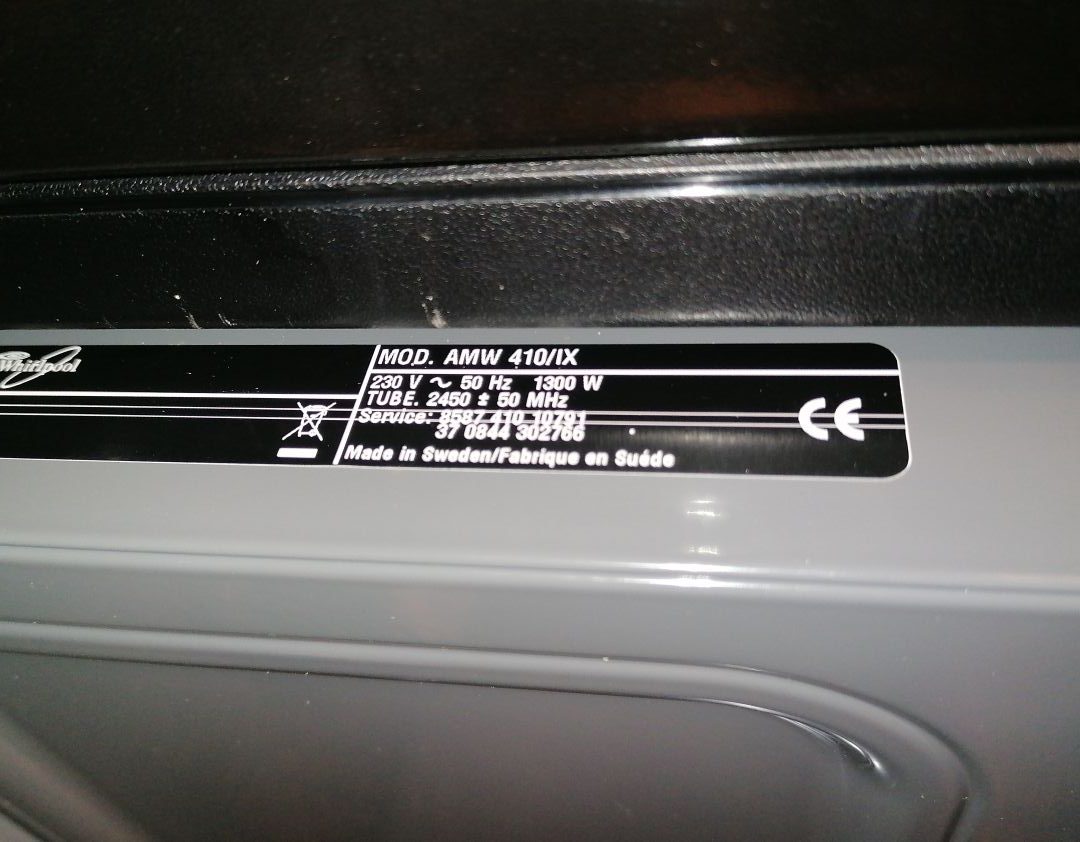 Whirlpool
MOD. AMW 410/IX
230 V ~ 50 Hz 1300 W
TUBE. 2450 ± 50 MHz
Service: 8587 410 10791
37 0844 302766
Made in Sweden/Fabrique en Suéde
CE